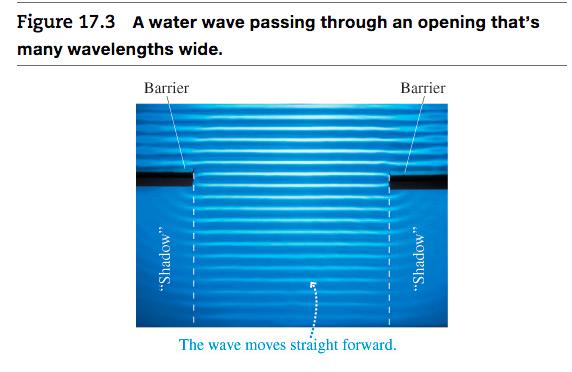 Figure 17.3 A water wave passing through an opening that’s
many wavelengths wide.
Barrier Barrier
“Shadow” “Shadow”
The wave moves straight forward.